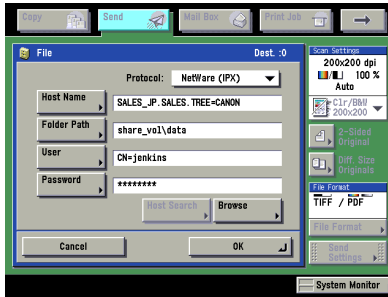 Copy
Send
Mail Box
Print Job
File
Dest. :0
Protocol: NetWare (IPX)
Host Name
SALES_JP.SALES.TREE=CANON
Folder Path
share_vol\data
User
CN=jenkins
Password
********
Host Search
Browse
Cancel
OK
Scan Settings
200x200 dpi
100 %
Auto
Clr/B&W
200x200
2-Sided
Original
Diff. Size
Originals
File Format
TIFF / PDF
File Format
Send
Settings
System Monitor